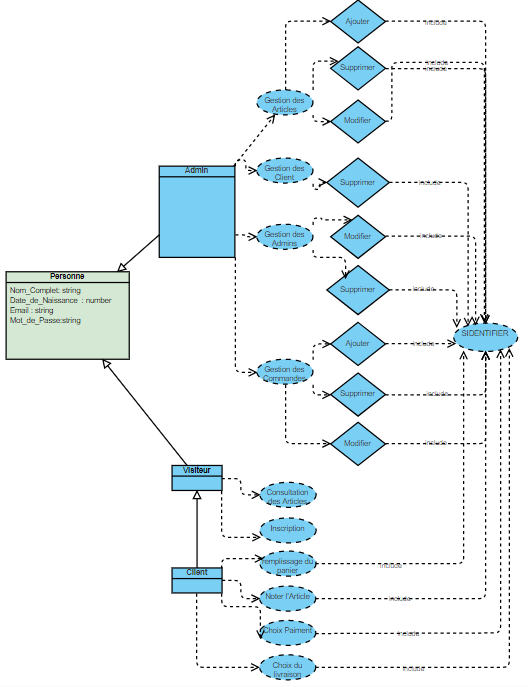 Ajouter
include
Supprimer
include
include
Gestion des
Articles
Modifier
Admin
Gestion des
Client
Supprimer
include
Gestion des
Admins
Modifier
include
Personne
Nom_Complet: string
Date_de_Naissance : number
Email : string
Mot_de_Passe:string
Supprimer
include
SIDENTIFIER
Ajouter
include
Gestion des
Commandes
Supprimer
include
Modifier
include
Visiteur
Consultation
des Articles
Inscription
Client
remplissage du
panier
include
Noter l'Article
include
Choix Paiment
include
Choix du
livraison
include